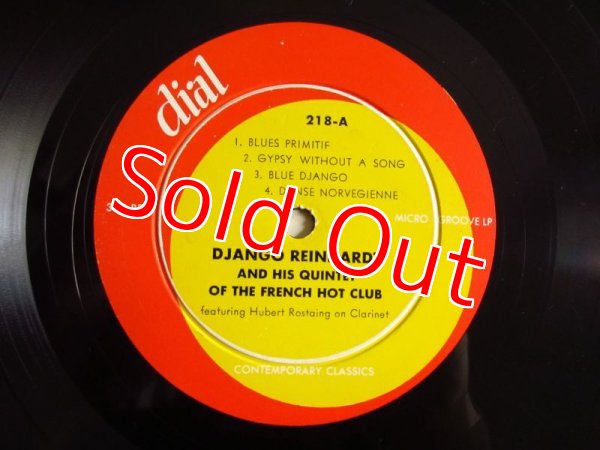 dial
218-A
1. BLUES PRIMITIF
2. GYPSY WITHOUT A SONG
3. BLUE DJANGO
4. DANSE NORVEGIENNE
MICRO GROOVE LP
DJANGO REINHARDT
AND HIS QUINTET
OF THE FRENCH HOT CLUB
featuring Hubert Rostaing on Clarinet
CONTEMPORARY CLASSICS
Sold Out